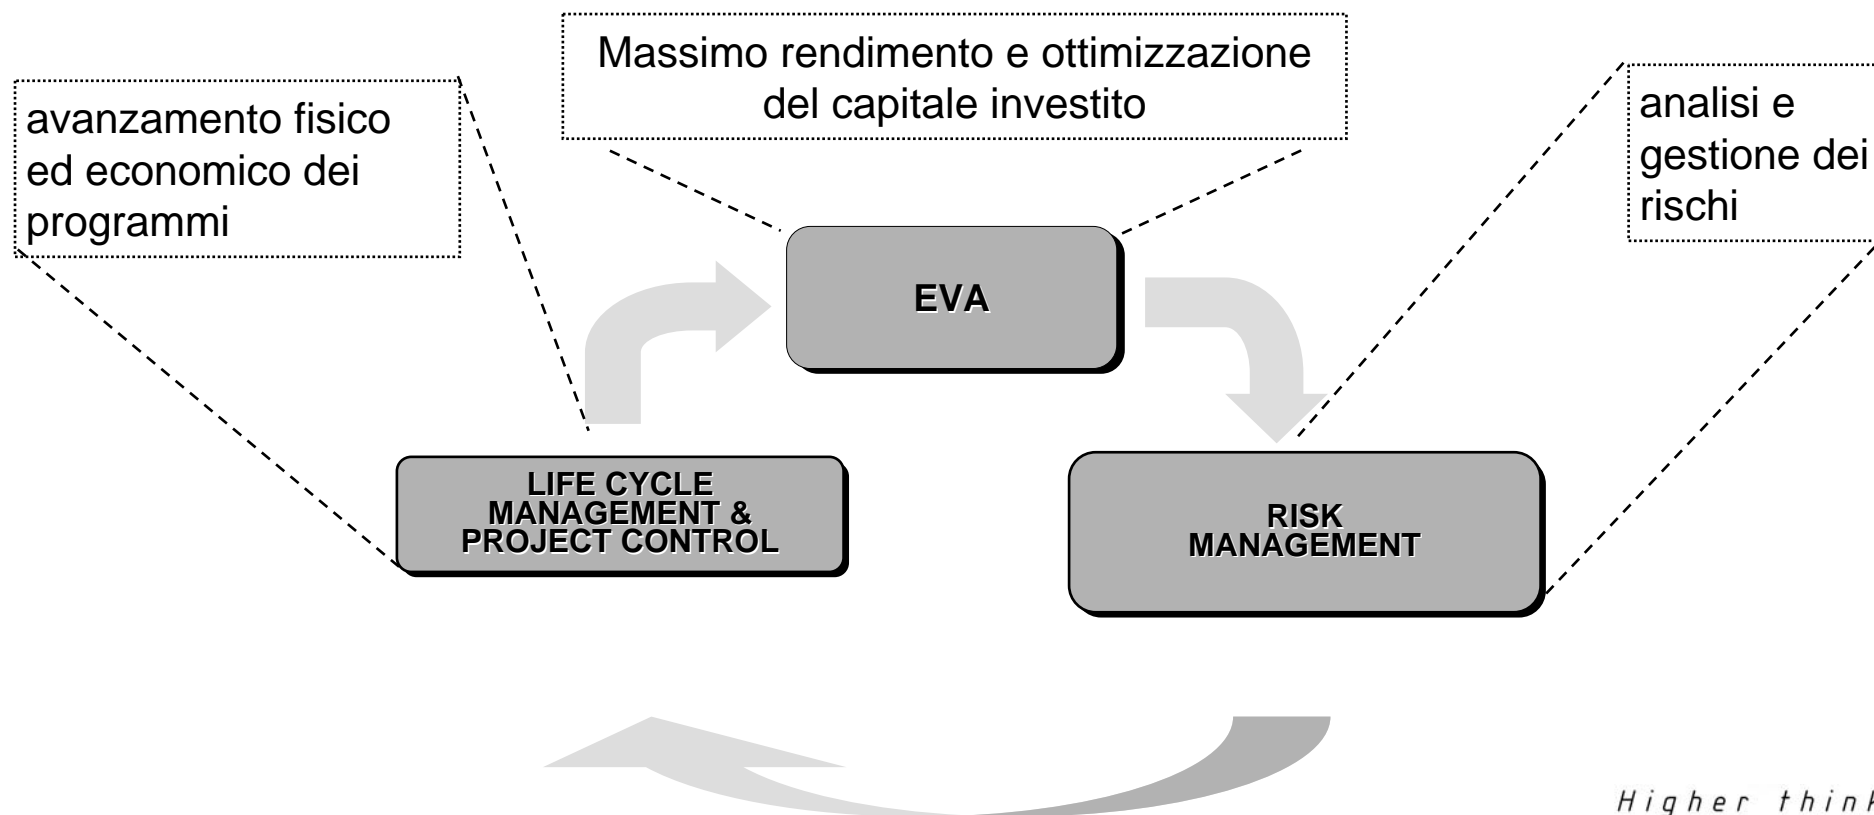 Massimo rendimento e ottimizzazione
del capitale investito
avanzamento fisico
ed economico dei
programmi
analisi e
gestione dei
rischi
EVA
LIFE CYCLE
MANAGEMENT &
PROJECT CONTROL
RISK
MANAGEMENT
Higher think